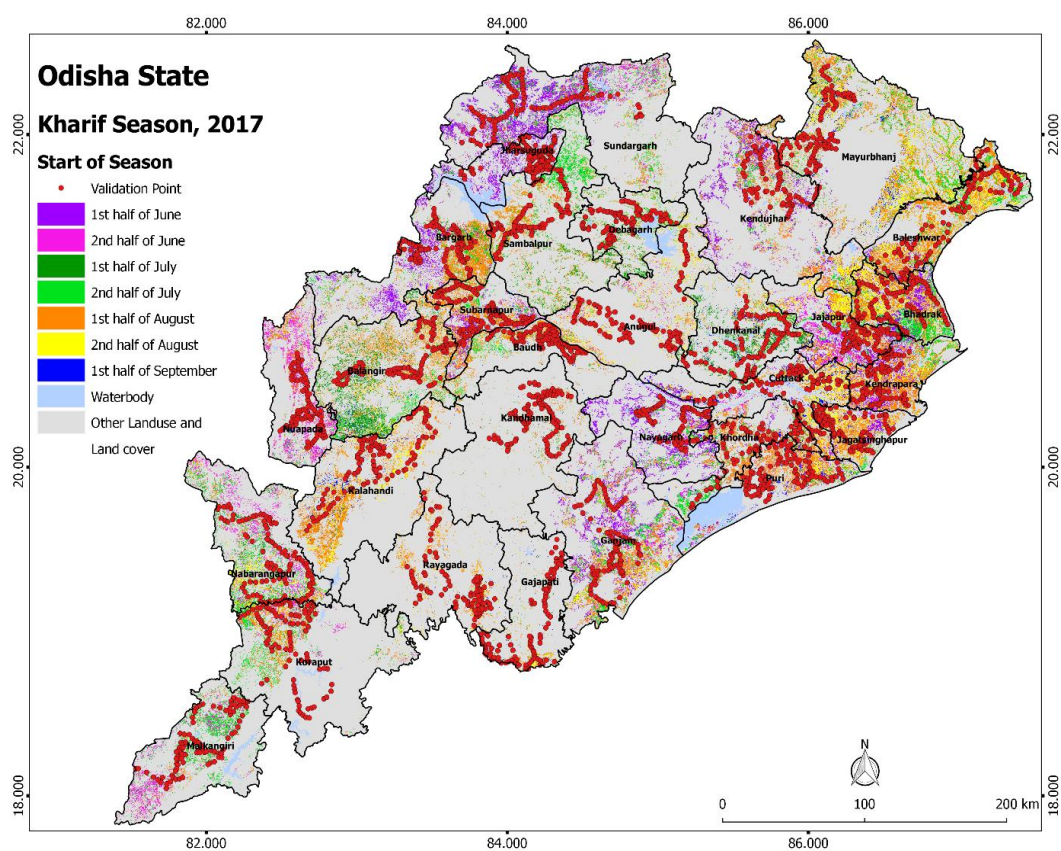 82.000 84.000 86.000
Odisha State
Kharif Season, 2017
Start of Season
Validation Point
1st half of June
2nd half of June
1st half of July
2nd half of July
1st half of August
2nd half of August
1st half of September
Waterbody
Other Landuse and
Land cover
22.000
22.000
20.000
20.000
18.000
18.000
Jharsuguda
Sundargarh
Mayurbhanj
Kendujhar
Bargarh
Sambalpur
Debagarh
Baleshwar
Subarnapur
Anugul
Dhenkanal
Jajapur
Bhadrak
Baudh
Balangir
Cuttack
Kendrapara
Nuapada
Kandhamal
Nayagarh
Khordha
Jagatsinghapur
Puri
Kalahandi
Ganjam
Rayagada
Gajapati
Nabarangapur
Koraput
Malkangiri
N
0 100 200 km
82.000 84.000 86.000